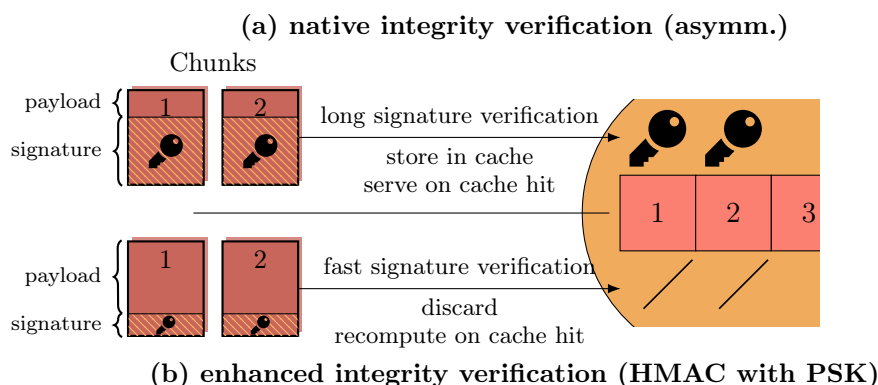 (a) native integrity verification (asymm.)
Chunks
payload
1
2
long signature verification
signature
store in cache
serve on cache hit
1
2
3
payload
1
2
fast signature verification
signature
discard
recompute on cache hit
(b) enhanced integrity verification (HMAC with PSK)